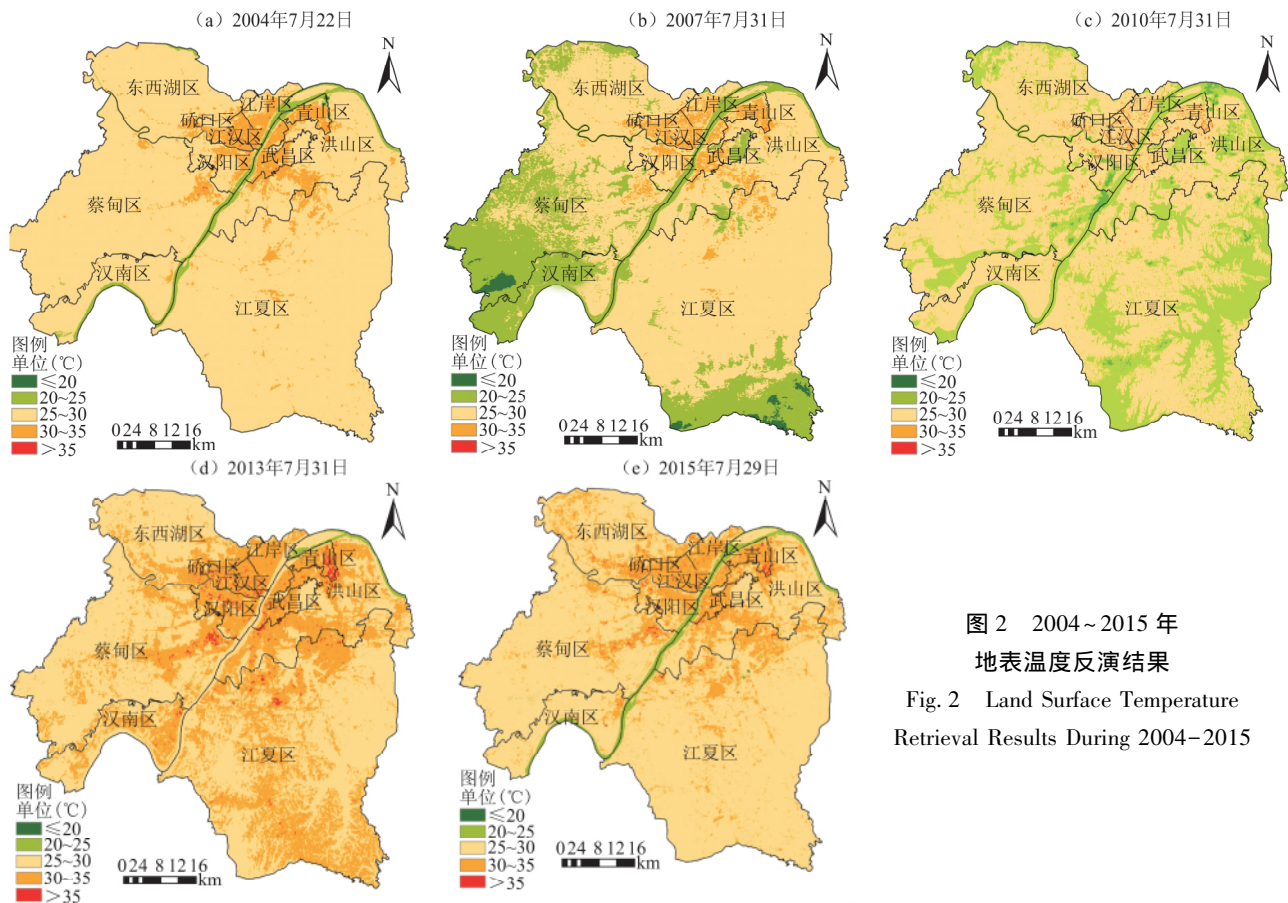 (a) 2004年7月22日
N
东西湖区
江岸区
青山区
硚口区
江汉区
洪山区
汉阳区
武昌区
蔡甸区
汉南区
江夏区
图例
单位(℃)
≤20
20~25
25~30
30~35
>35
0 2 4 8 12 16
km
(b) 2007年7月31日
N
东西湖区
江岸区
青山区
硚口区
江汉区
洪山区
汉阳区
武昌区
蔡甸区
汉南区
江夏区
图例
单位(℃)
≤20
20~25
25~30
30~35
>35
0 2 4 8 12 16
km
(c) 2010年7月31日
N
东西湖区
江岸区
青山区
硚口区
江汉区
洪山区
汉阳区
武昌区
蔡甸区
汉南区
江夏区
图例
单位(℃)
≤20
20~25
25~30
30~35
>35
0 2 4 8 12 16
km
(d) 2013年7月31日
N
东西湖区
江岸区
青山区
硚口区
江汉区
洪山区
汉阳区
武昌区
蔡甸区
汉南区
江夏区
图例
单位(℃)
≤20
20~25
25~30
30~35
>35
0 2 4 8 12 16
km
(e) 2015年7月29日
N
东西湖区
江岸区
青山区
硚口区
江汉区
洪山区
汉阳区
武昌区
蔡甸区
汉南区
江夏区
图例
单位(℃)
≤20
20~25
25~30
30~35
>35
0 2 4 8 12 16
km
图 2 2004~2015 年
地表温度反演结果
Fig. 2 Land Surface Temperature
Retrieval Results During 2004-2015